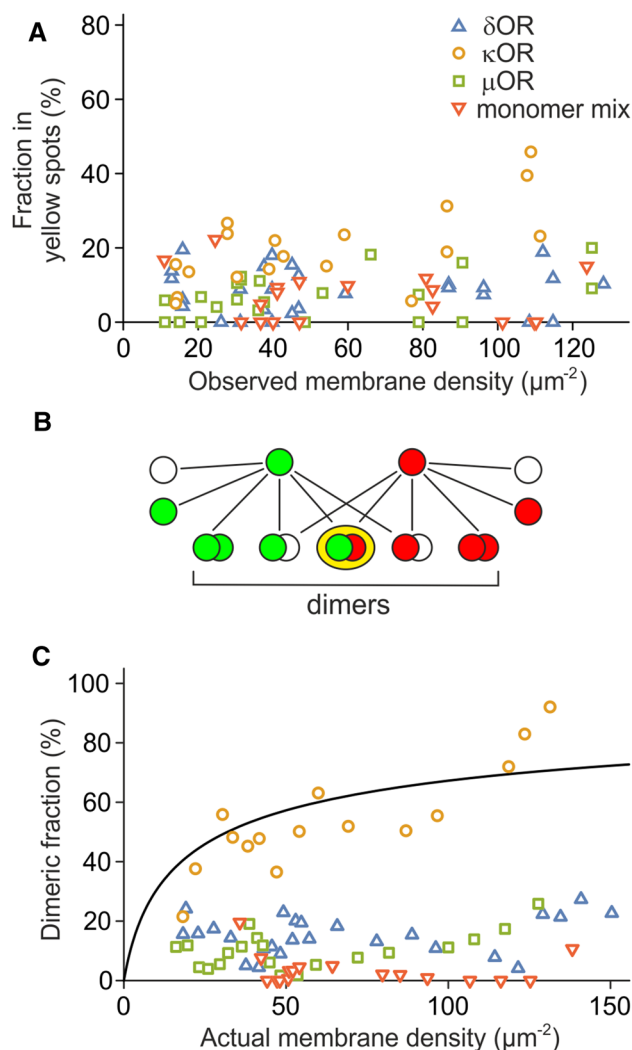 A
80
60
40
20
0
Fraction in
yellow spots (%)
δOR
κOR
μOR
monomer mix
0 20 40 60 80 100 120
Observed membrane density (μm⁻²)
B
dimers
C
100
80
60
40
20
0
Dimeric fraction (%)
0 50 100 150
Actual membrane density (μm⁻²)